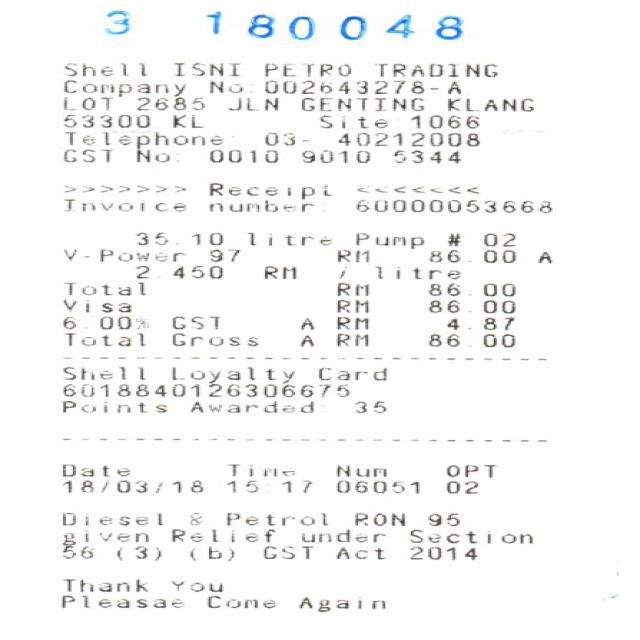 3 180048
Shell ISNI PETRO TRADING
Company No:002643278-A
LOT 2685 JLN GENTING KLANG
53300 KL Site:1066
Telephone: 03- 40212008
GST No: 0010 9010 5344
>>>>>>> Receipt <<<<<<<
Invoice number: 60000053668
35.10 litre Pump # 02
V-Power 97 RM 86.00 A
2.450 RM / litre
Total RM 86.00
Visa RM 86.00
6.00% GST A RM 4.87
Total Gross A RM 86.00
Shell Loyalty Card
6018840126306675
Points Awarded: 35
Date Time Num OPT
18/03/18 15:17 06051 02
Diesel & Petrol RON 95
given Relief under Section
56 (3) (b) GST Act 2014
Thank You
Pleasae Come Again